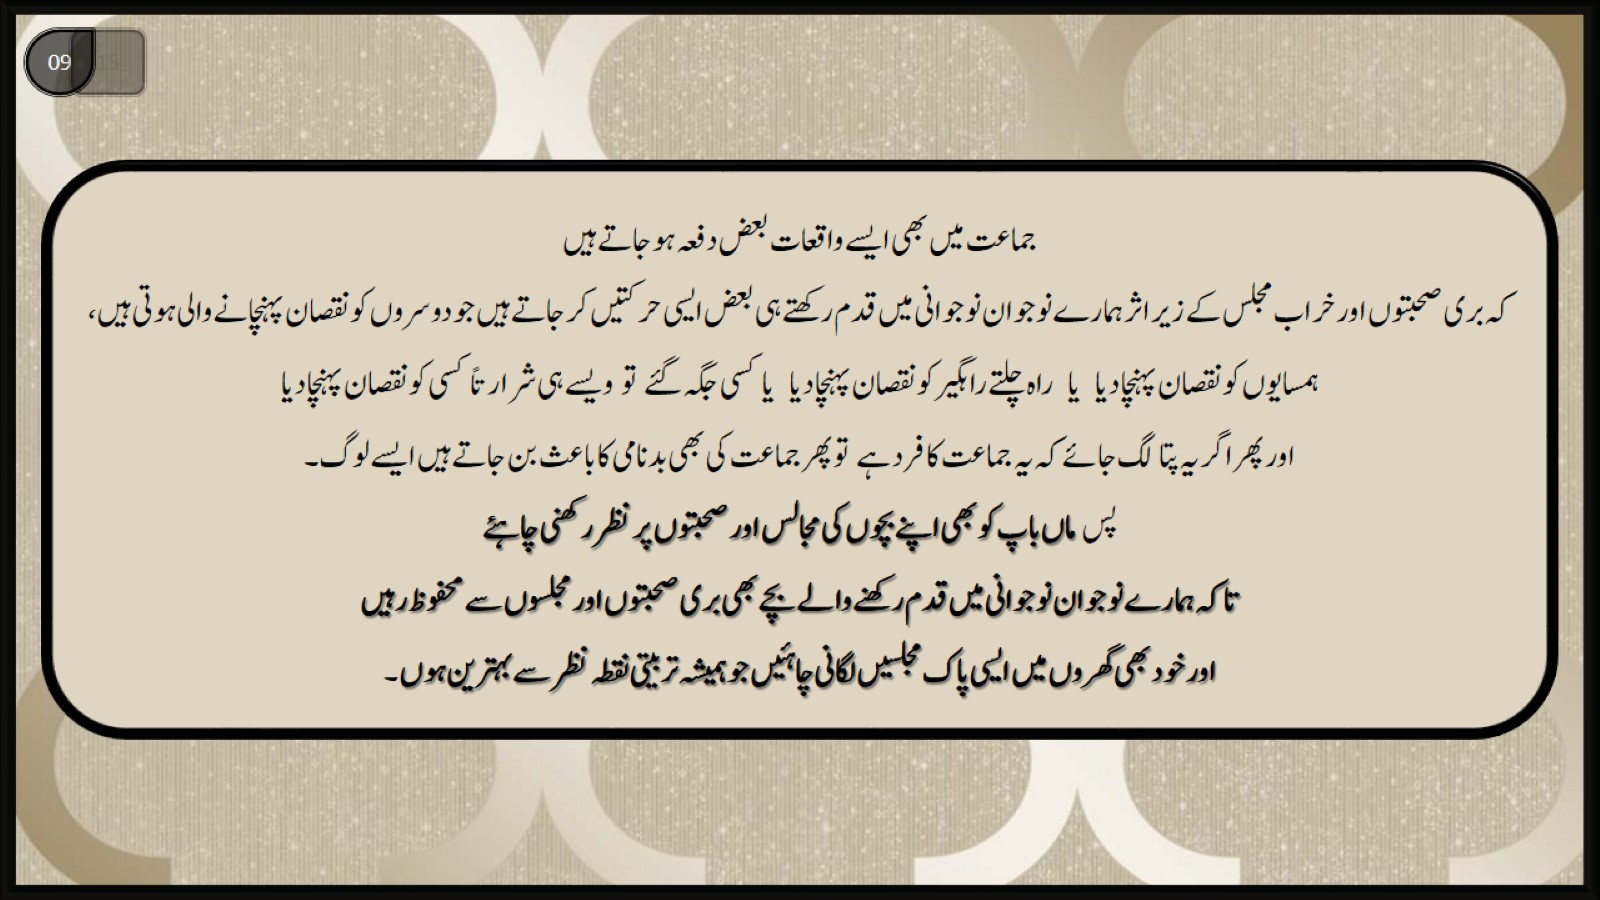 09
15
جماعت میں بھی ایسے واقعات بعض دفعہ ہو جاتے ہیں
کہ بری صحبتوں اور خراب مجلس کے زیر اثر ہمارے نوجوان نوجوانی میں قدم رکھتے ہی بعض ایسی حرکتیں کر جاتے ہیں جو دوسروں کو نقصان پہنچانے والی ہوتی ہیں،
ہمسایوں کو نقصان پہنچادیا یا راہ چلتے راہگیر کو نقصان پہنچادیا یا کسی جگہ گئے تو ویسے ہی شرارتاً کسی کو نقصان پہنچادیا
اور پھر اگر یہ پتا لگ جائے کہ یہ جماعت کا فرد ہے تو پھر جماعت کی بھی بدنامی کا باعث بن جاتے ہیں ایسے لوگ۔
پس ماں باپ کو بھی اپنے بچوں کی مجالس اور صحبتوں پر نظر رکھنی چاہئے
تا کہ ہمارے نوجوان نوجوانی میں قدم رکھنے والے بچے بھی بری صحبتوں اور مجلسوں سے محفوظ رہیں
اور خود بھی گھروں میں ایسی پاک مجلسیں لگانی چاہئیں جو ہمیشہ تربیتی نقطہ نظر سے بہترین ہوں۔